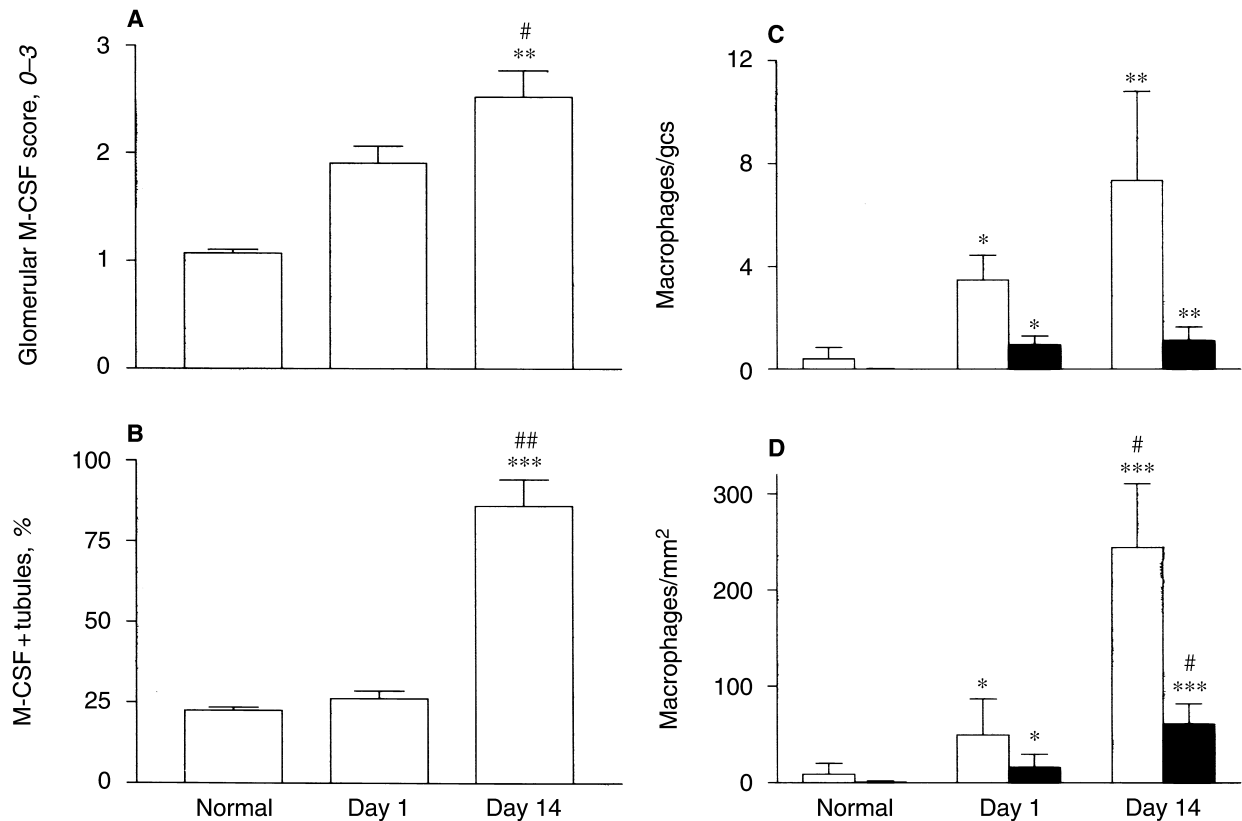 A
Glomerular M-CSF score, 0–3
3
2
1
0
#
**
B
M-CSF + tubules, %
100
75
50
25
0
##
***
Normal
Day 1
Day 14
C
Macrophages/gcs
12
8
4
0
*
*
**
**
D
Macrophages/mm2
300
200
100
0
*
*
#
***
#
***
Normal
Day 1
Day 14